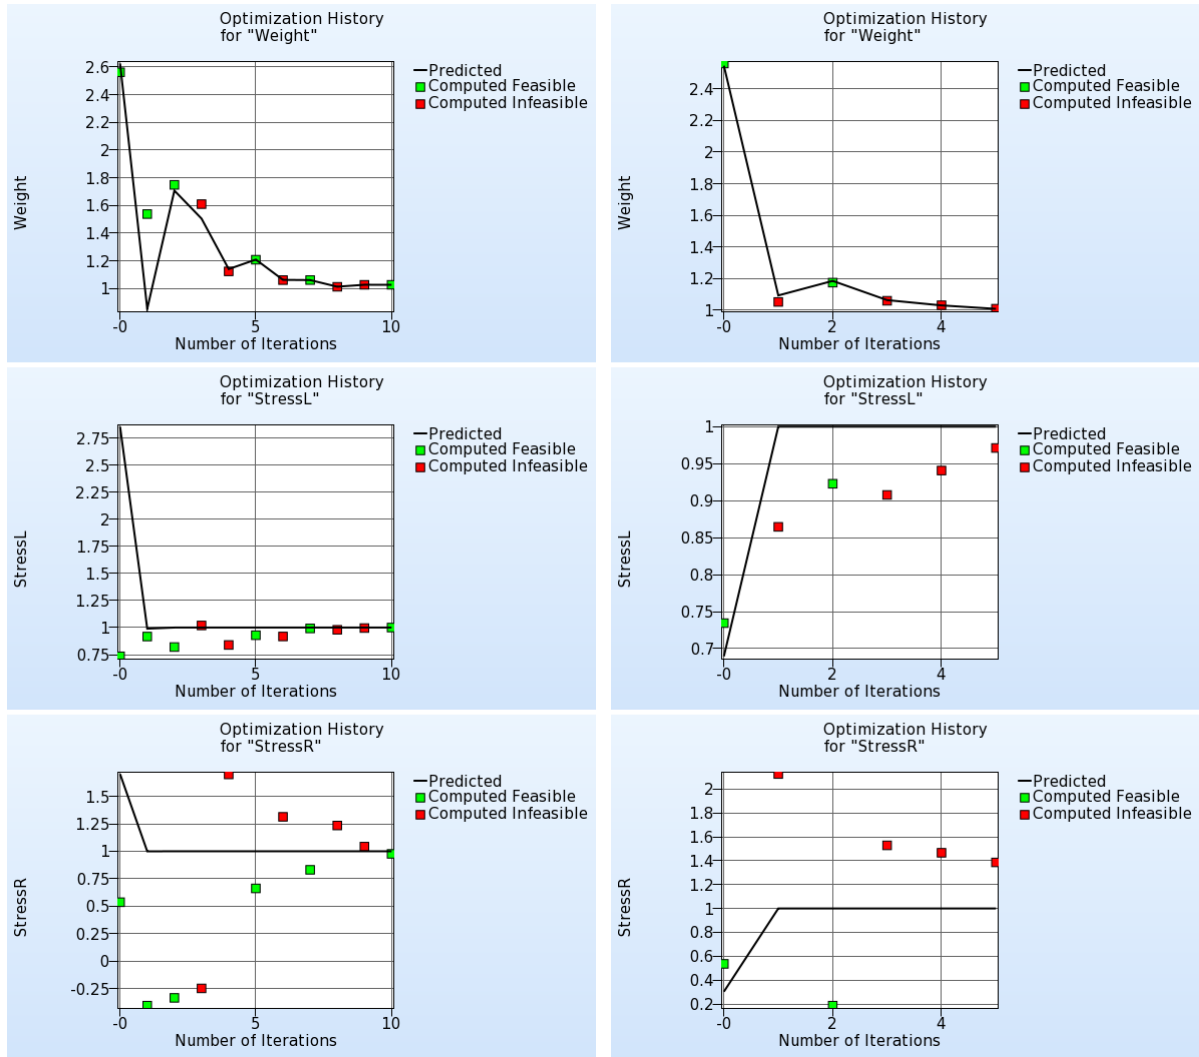 Optimization History
for "Weight"
Predicted
Computed Feasible
Computed Infeasible
2.6
2.4
2.2
2
1.8
1.6
1.4
1.2
1
Weight
-0
5
10
Number of Iterations
Optimization History
for "Weight"
Predicted
Computed Feasible
Computed Infeasible
2.4
2.2
2
1.8
1.6
1.4
1.2
1
Weight
-0
2
4
Number of Iterations
Optimization History
for "StressL"
Predicted
Computed Feasible
Computed Infeasible
2.75
2.5
2.25
2
1.75
1.5
1.25
1
0.75
StressL
-0
5
10
Number of Iterations
Optimization History
for "StressL"
Predicted
Computed Feasible
Computed Infeasible
1
0.95
0.9
0.85
0.8
0.75
0.7
StressL
-0
2
4
Number of Iterations
Optimization History
for "StressR"
Predicted
Computed Feasible
Computed Infeasible
1.5
1.25
1
0.75
0.5
0.25
0
-0.25
StressR
-0
5
10
Number of Iterations
Optimization History
for "StressR"
Predicted
Computed Feasible
Computed Infeasible
2
1.8
1.6
1.4
1.2
1
0.8
0.6
0.4
0.2
StressR
-0
2
4
Number of Iterations